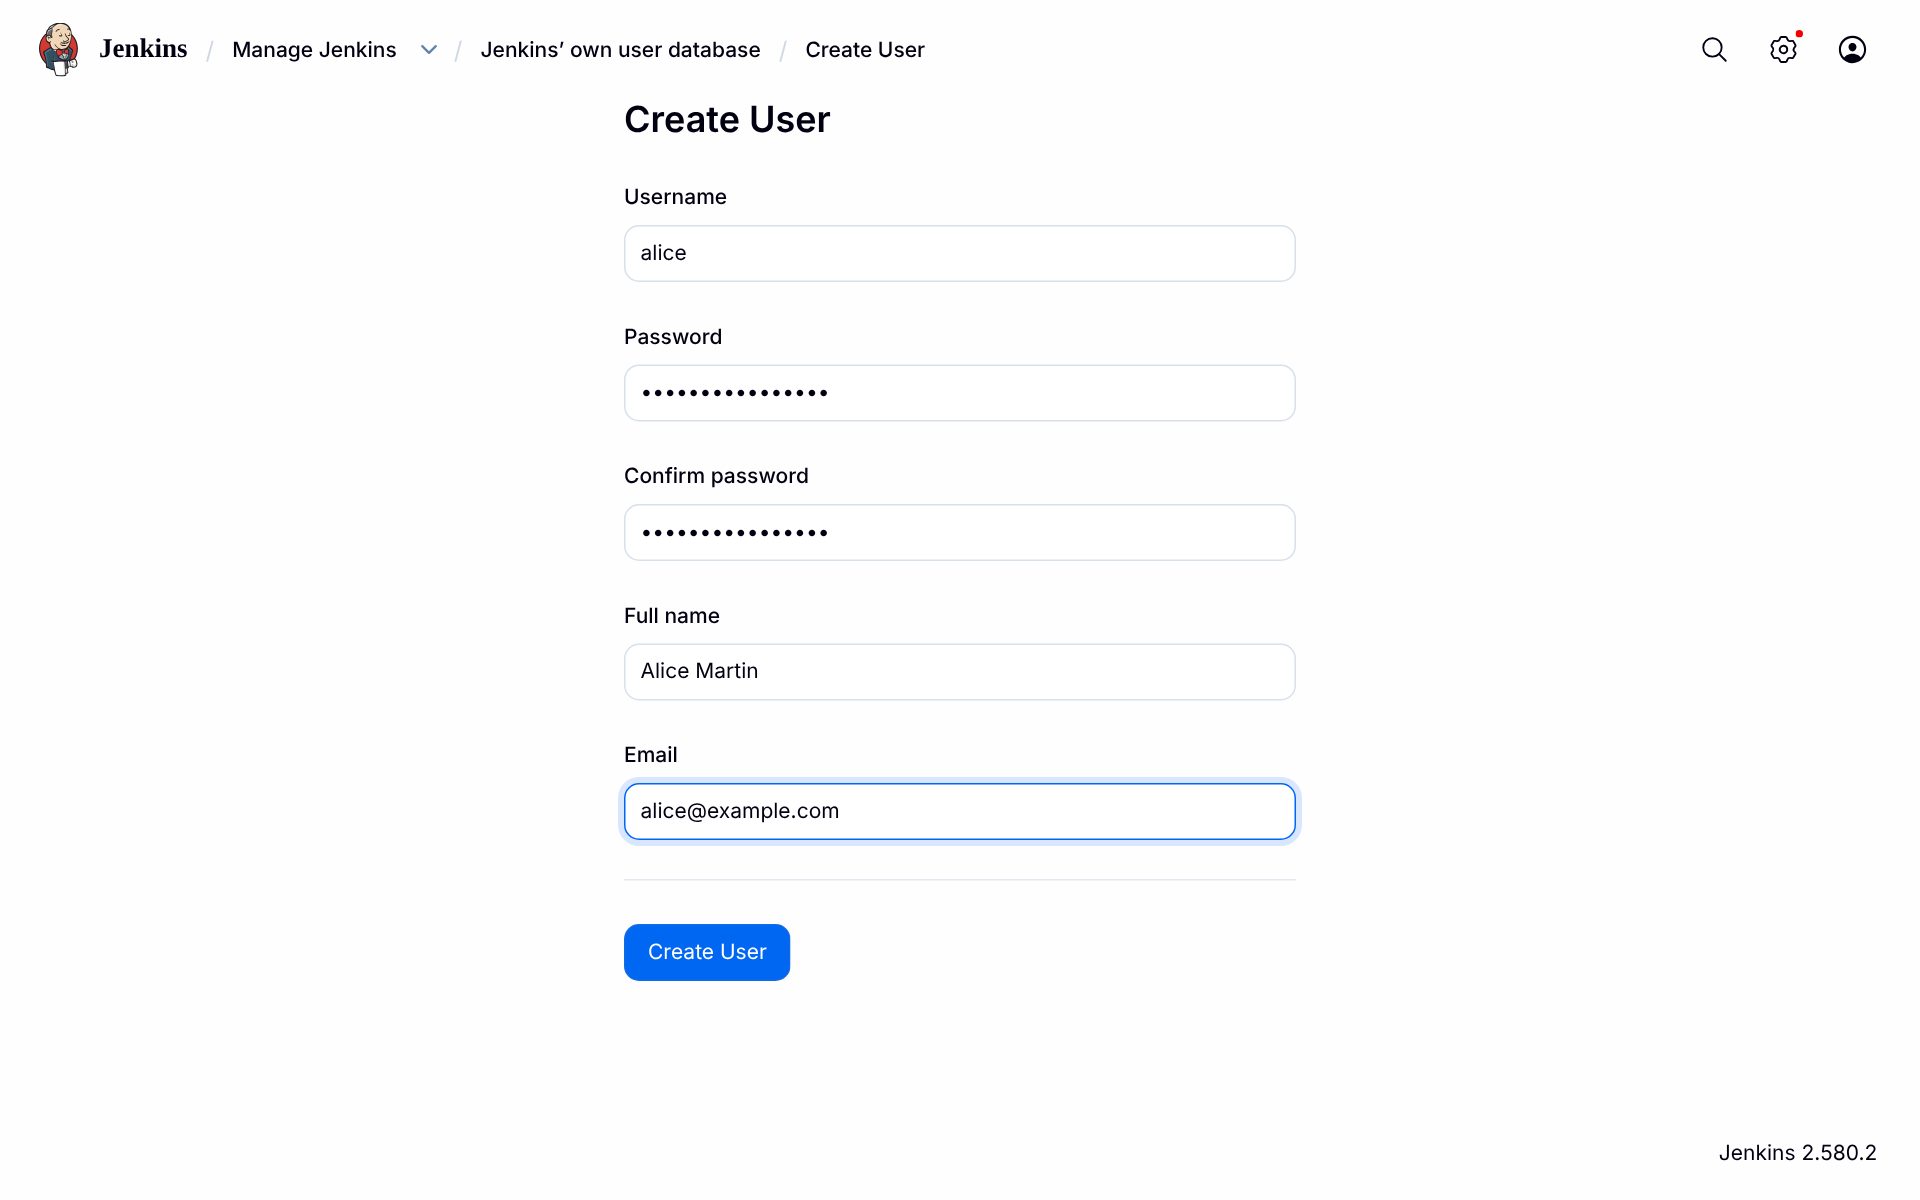 Jenkins / Manage Jenkins / Jenkins’ own user database / Create User
Create User
Username
alice
Password
••••••••••••••••
Confirm password
••••••••••••••••
Full name
Alice Martin
Email
alice@example.com
Create User
Jenkins 2.580.2